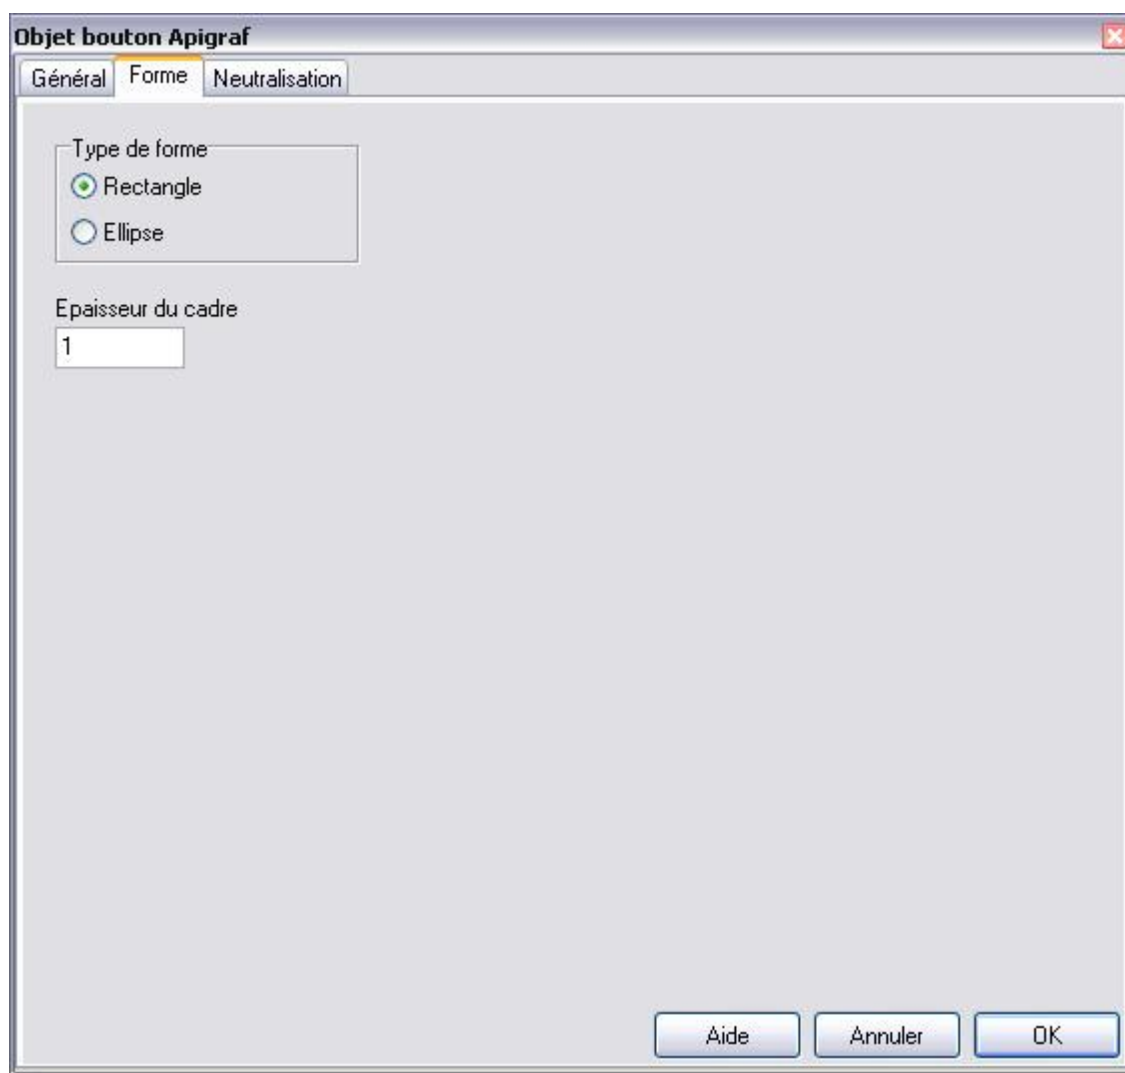 Objet bouton Apigraf
Général Forme Neutralisation
Type de forme
Rectangle
Ellipse
Epaisseur du cadre
1
Aide Annuler OK